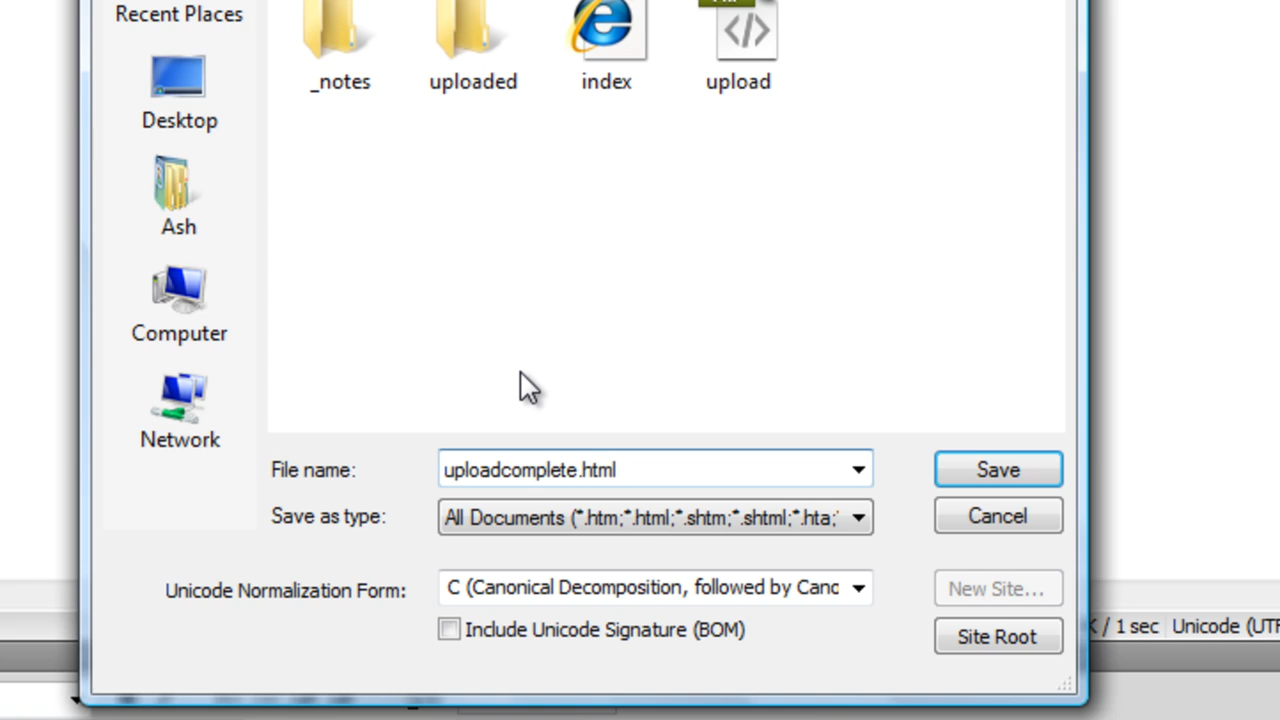 Recent Places
_notes
uploaded
index
upload
Desktop
Ash
Computer
Network
File name:
uploadcomplete.html
Save
Save as type:
All Documents (*.htm;*.html;*.shtm;*.shtml;*.hta;
Cancel
Unicode Normalization Form:
C (Canonical Decomposition, followed by Cano
New Site...
Include Unicode Signature (BOM)
Site Root
K / 1 sec
Unicode (UTF